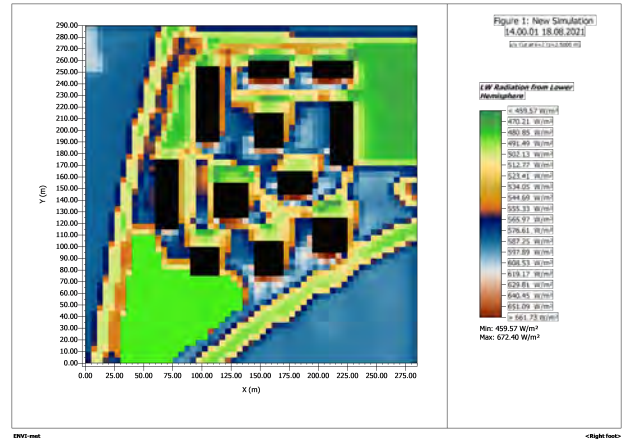 Figure 1: New Simulation
14.00.01 18.08.2021
LW Radiation from Lower
Hemisphere
< 459.57 W/m²
470.21 W/m²
480.85 W/m²
491.49 W/m²
502.13 W/m²
512.77 W/m²
523.41 W/m²
534.05 W/m²
544.69 W/m²
555.33 W/m²
565.97 W/m²
576.61 W/m²
587.25 W/m²
597.89 W/m²
608.53 W/m²
619.17 W/m²
629.81 W/m²
640.45 W/m²
651.09 W/m²
> 661.73 W/m²
Min: 459.57 W/m²
Max: 672.40 W/m²
290.00
280.00
270.00
260.00
250.00
240.00
230.00
220.00
210.00
200.00
190.00
180.00
170.00
160.00
150.00
140.00
130.00
120.00
110.00
100.00
90.00
80.00
70.00
60.00
50.00
40.00
30.00
20.00
10.00
0.00
Y (m)
0.00 25.00 50.00 75.00 100.00 125.00 150.00 175.00 200.00 225.00 250.00 275.00
X (m)
ENVI-met <Right foot>